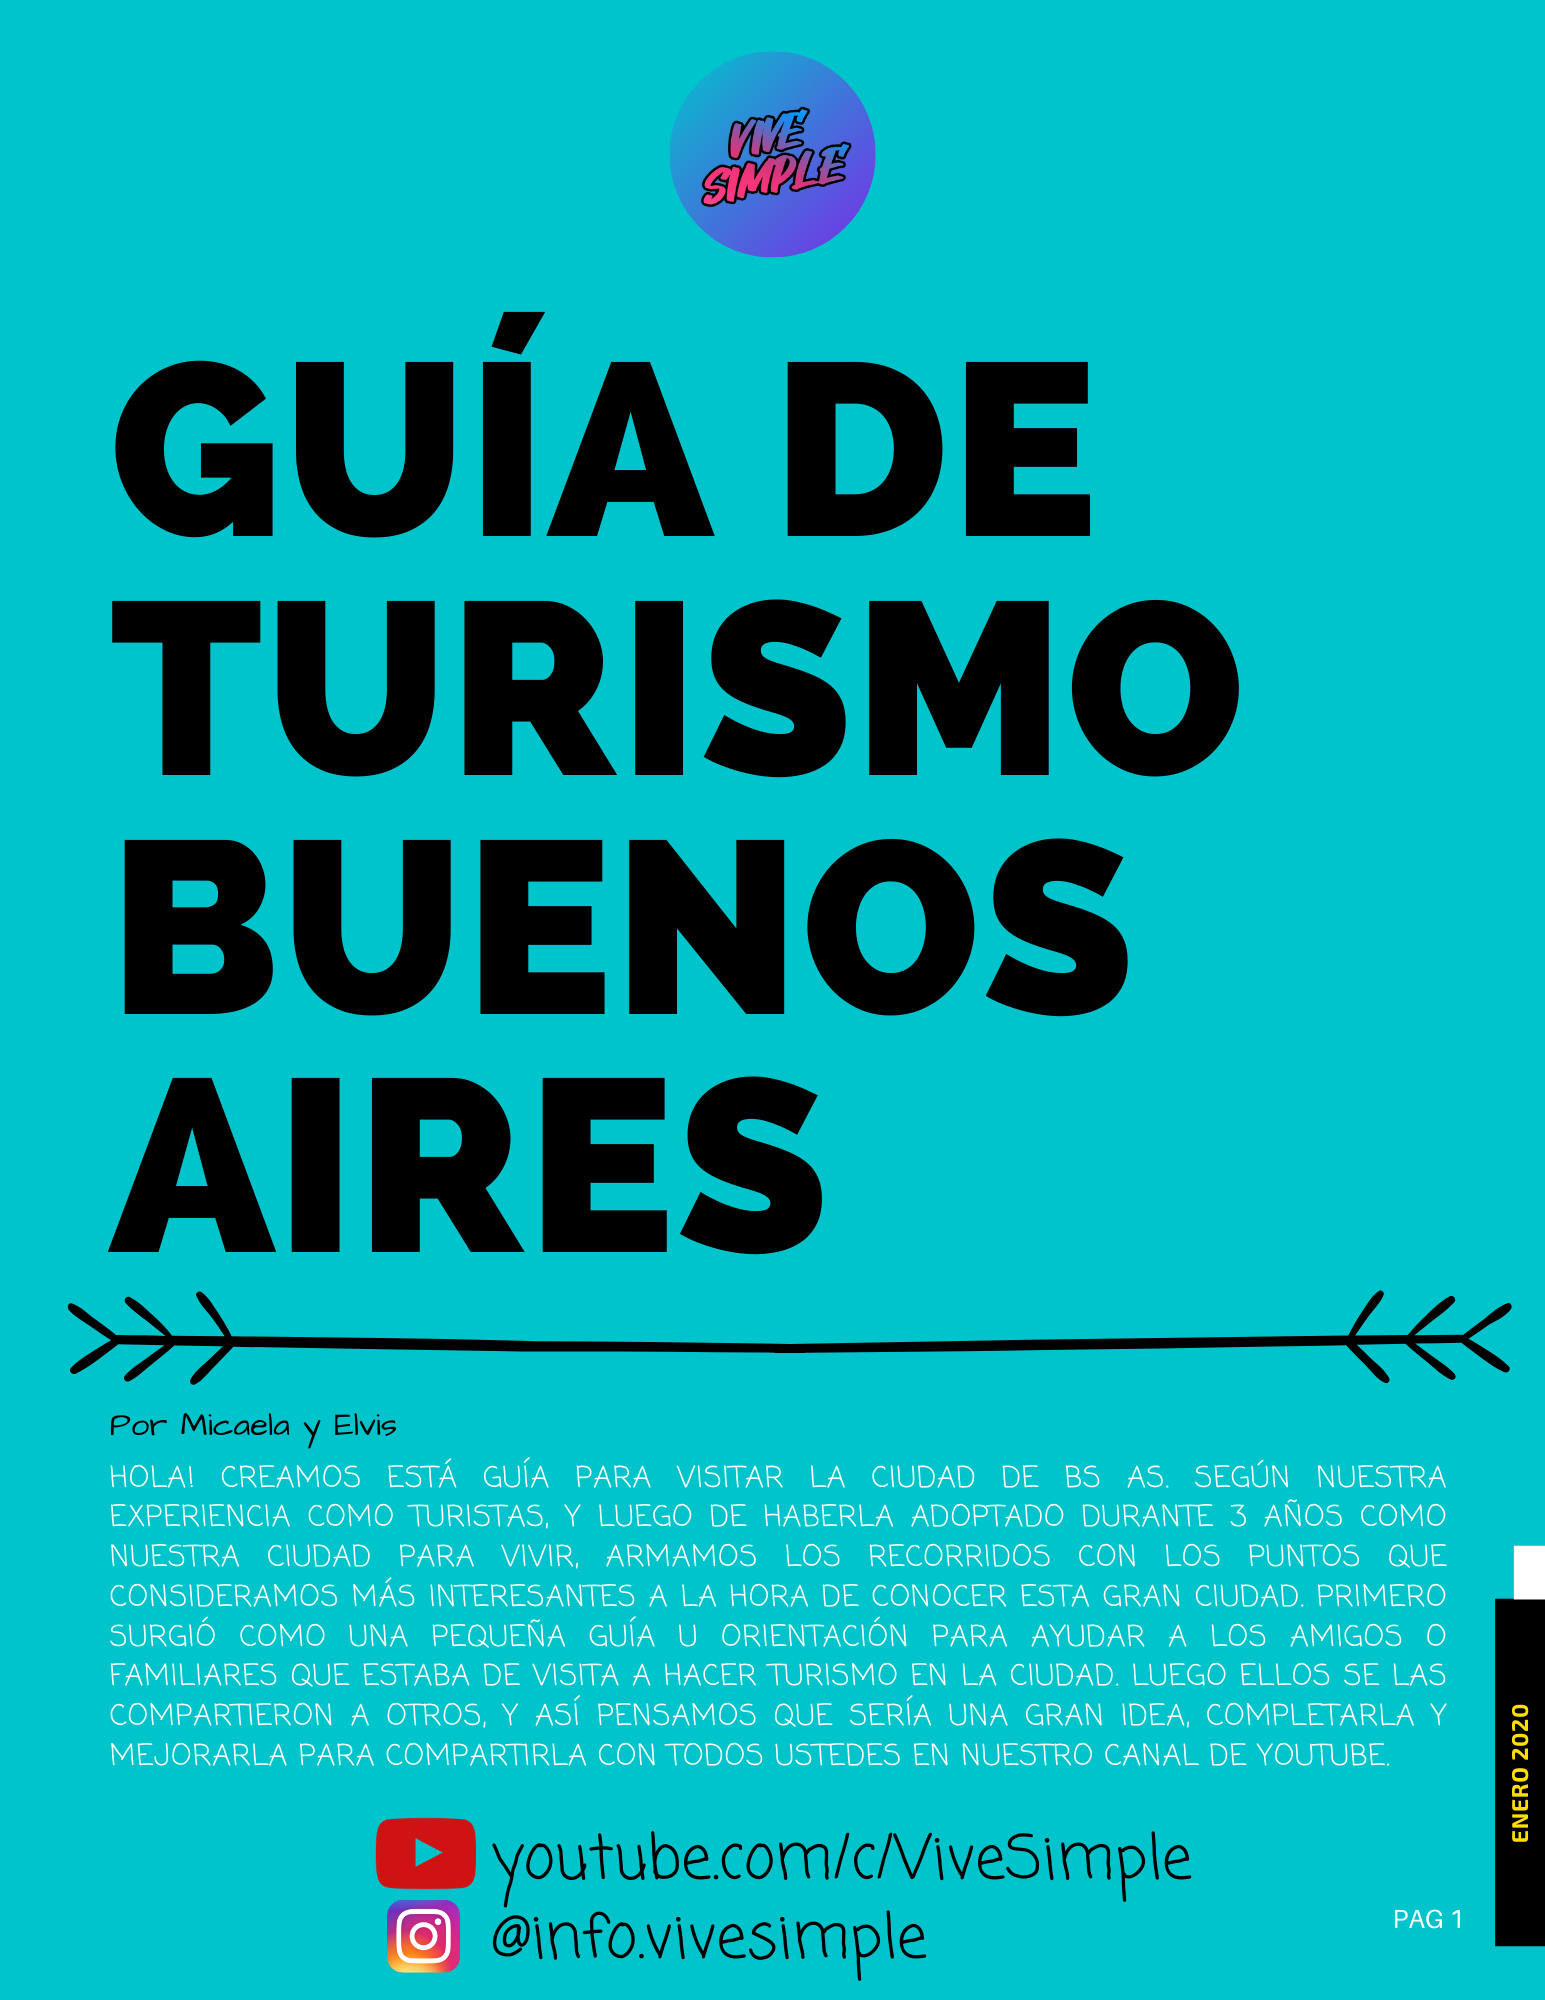 VIVE
SIMPLE
GUÍA DE
TURISMO
BUENOS
AIRES
Por Micaela y Elvis
HOLA! CREAMOS ESTÁ GUÍA PARA VISITAR LA CIUDAD DE BS AS. SEGÚN NUESTRA
EXPERIENCIA COMO TURISTAS, Y LUEGO DE HABERLA ADOPTADO DURANTE 3 AÑOS COMO
NUESTRA CIUDAD PARA VIVIR, ARMAMOS LOS RECORRIDOS CON LOS PUNTOS QUE
CONSIDERAMOS MÁS INTERESANTES A LA HORA DE CONOCER ESTA GRAN CIUDAD. PRIMERO
SURGIÓ COMO UNA PEQUEÑA GUÍA U ORIENTACIÓN PARA AYUDAR A LOS AMIGOS O
FAMILIARES QUE ESTABA DE VISITA A HACER TURISMO EN LA CIUDAD. LUEGO ELLOS SE LAS
COMPARTIERON A OTROS, Y ASÍ PENSAMOS QUE SERÍA UNA GRAN IDEA, COMPLETARLA Y
MEJORARLA PARA COMPARTIRLA CON TODOS USTEDES EN NUESTRO CANAL DE YOUTUBE.
ENERO 2020
youtube.com/c/ViveSimple
@info.vivesimple
PAG 1